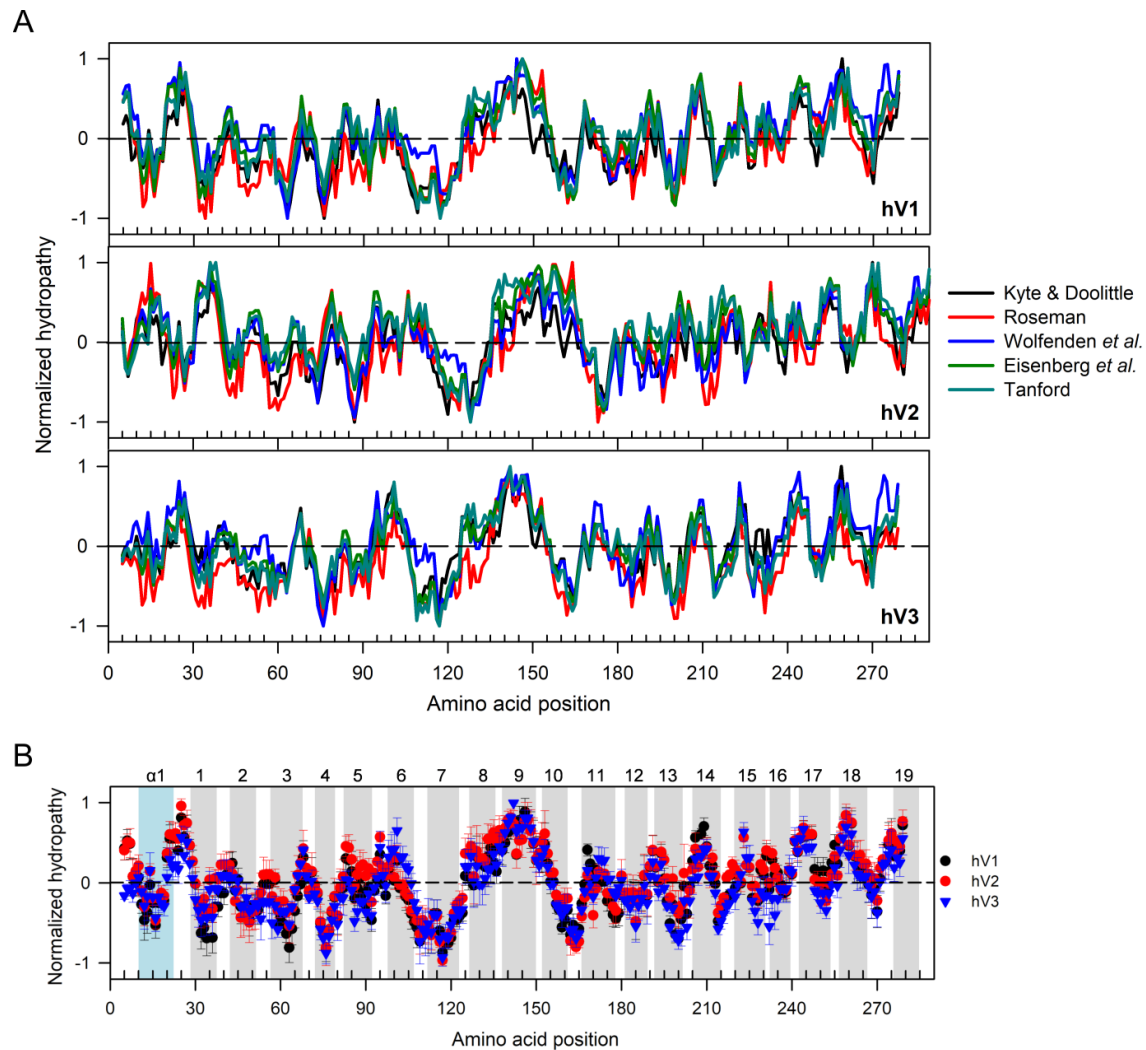 A
1
0
-1
hV1
1
0
-1
hV2
1
0
-1
hV3
Normalized hydropathy
0 30 60 90 120 150 180 210 240 270
Amino acid position
Kyte & Doolittle
Roseman
Wolfenden et al.
Eisenberg et al.
Tanford
B
α1 1 2 3 4 5 6 7 8 9 10 11 12 13 14 15 16 17 18 19
1
0
-1
Normalized hydropathy
0 30 60 90 120 150 180 210 240 270
Amino acid position
hV1
hV2
hV3